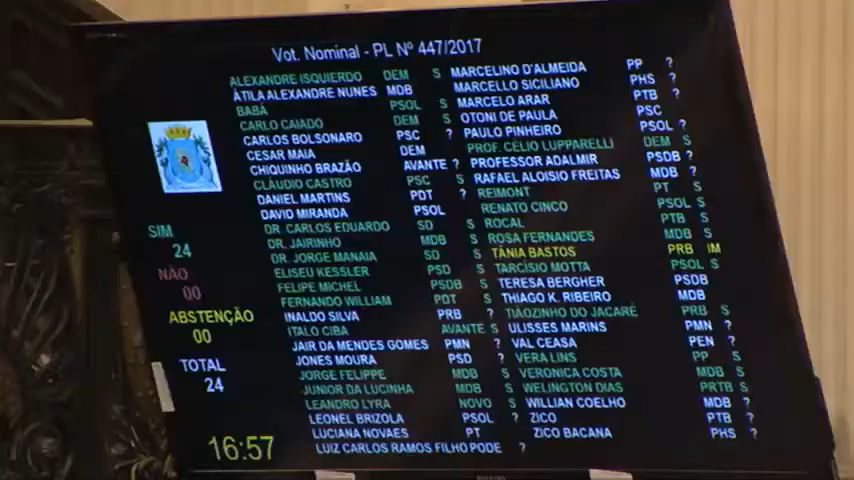 Vot. Nominal - PL Nº 447/2017
ALEXANDRE ISQUIERDO DEM S
ÁTILA ALEXANDRE NUNES MDB
BABÁ PSOL S
CARLO CAIADO DEM S
CARLOS BOLSONARO PSC ?
CESAR MAIA DEM
CHIQUINHO BRAZÃO AVANTE ?
CLÁUDIO CASTRO PSC S
DANIEL MARTINS PDT ?
DAVID MIRANDA PSOL
DR. CARLOS EDUARDO SD S
DR. JAIRINHO MDB S
DR. JORGE MANAIA SD S
ELISEU KESSLER PSD S
FELIPE MICHEL PSDB S
FERNANDO WILLIAM PDT S
INALDO SILVA PRB ?
ITALO CIBA AVANTE S
JAIR DA MENDES GOMES PMN ?
JONES MOURA PSD ?
JORGE FELIPPE MDB S
JUNIOR DA LUCINHA MDB S
LEANDRO LYRA NOVO S
LEONEL BRIZOLA PSOL ?
LUCIANA NOVAES PT
LUIZ CARLOS RAMOS FILHO PODE ?
MARCELINO D'ALMEIDA PP ?
MARCELLO SICILIANO PHS ?
MARCELO ARAR PTB ?
OTONI DE PAULA PSC
PAULO PINHEIRO PSOL ?
PROF. CÉLIO LUPPARELLI DEM S
PROFESSOR ADALMIR PSDB ?
RAFAEL ALOISIO FREITAS MDB ?
REIMONT PT S
RENATO CINCO PSOL S
ROCAL PTB S
ROSA FERNANDES MDB S
TÂNIA BASTOS PRB IM
TARCÍSIO MOTTA PSOL S
TERESA BERGHER PSDB
THIAGO K. RIBEIRO MDB
TIÃOZINHO DO JACARÉ PRB S
ULISSES MARINS PMN ?
VAL CEASA PEN ?
VERA LINS PP S
VERONICA COSTA MDB S
WELINGTON DIAS PRTB S
WILLIAN COELHO MDB ?
ZICO PTB ?
ZICO BACANA PHS ?
SIM
24
NÃO
00
ABSTENÇÃO
00
TOTAL
24
16:57